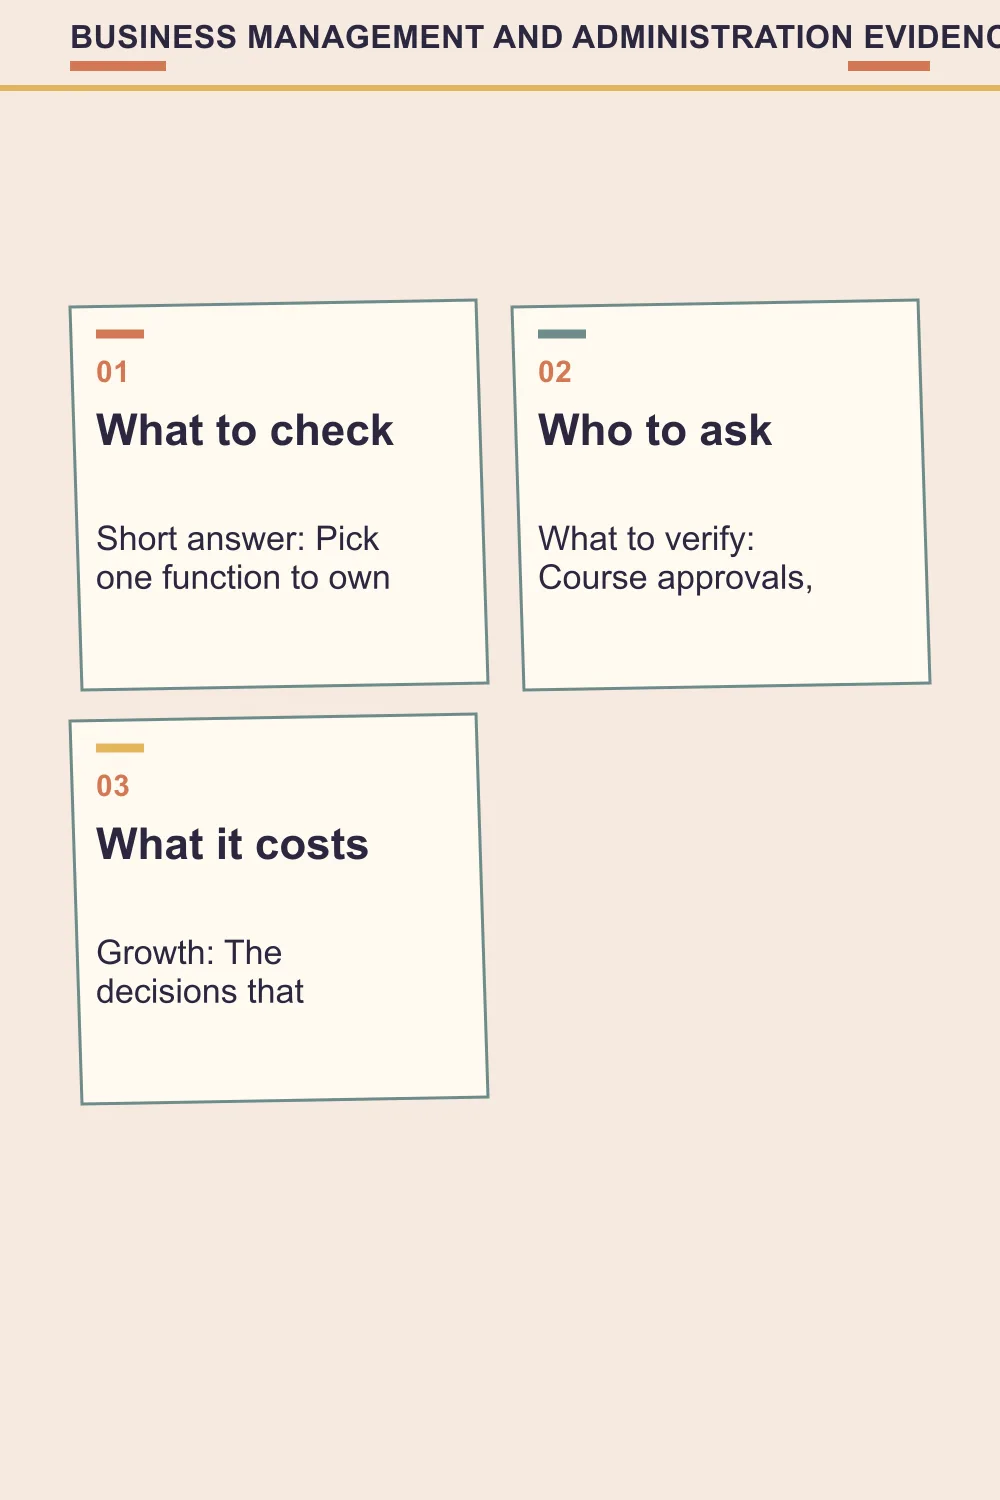 BUSINESS MANAGEMENT AND ADMINISTRATION
01
What to check
Short answer: Pick
one function to own
02
Who to ask
What to verify:
Course approvals,
03
What it costs
Growth: The
decisions that